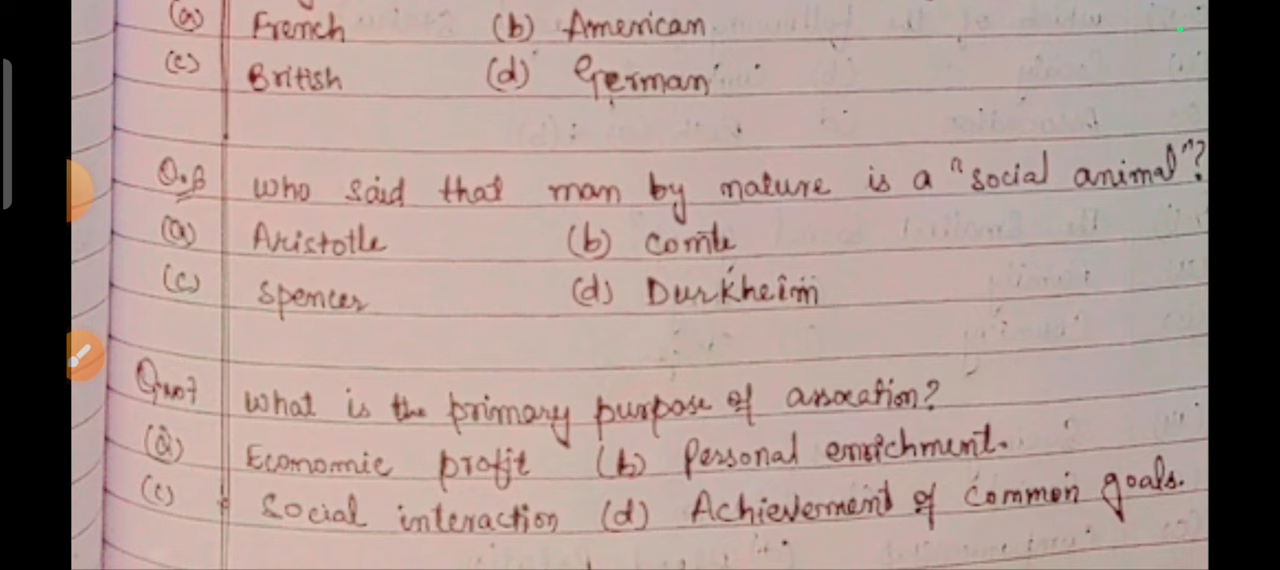 (a) French (b) American
(c) British (d) German
Q.6 Who said that man by nature is a "social animal"?
(a) Aristotle (b) Comte
(c) Spencer (d) Durkheim
Q.no7 What is the primary purpose of association?
(a) Economic profit (b) Personal enrichment.
(c) Social interaction (d) Achievement of Common goals.